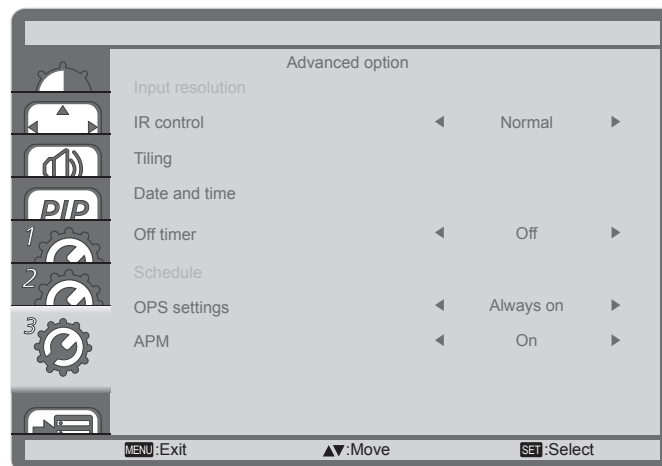 Advanced option
Input resolution
IR control Normal
Tiling
Date and time
PIP
1
Off timer Off
2
Schedule
OPS settings Always on
3
APM On
MENU :Exit :Move SET :Select